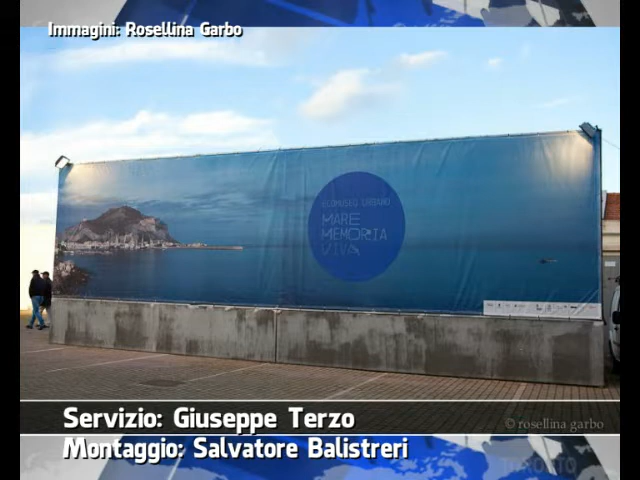 Immagini: Rosellina Garbo
ECOMUSEO URBANO
MARE
MEMORIA
VIVA
© rosellina garbo
Servizio: Giuseppe Terzo
Montaggio: Salvatore Balistreri